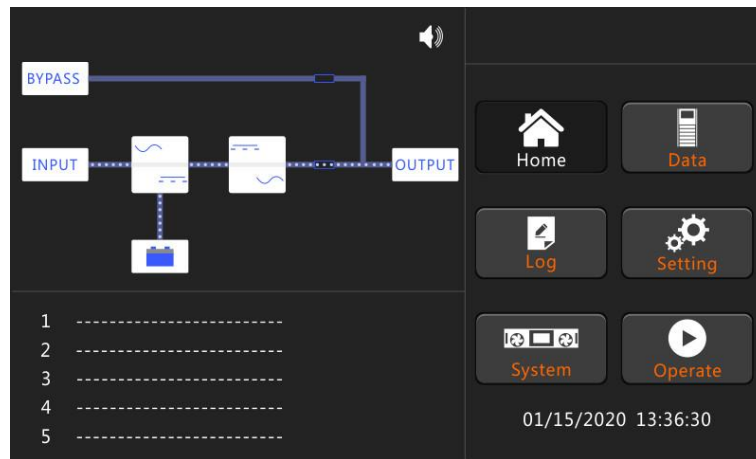 BYPASS
INPUT
OUTPUT
1 ------------------------
2 ------------------------
3 ------------------------
4 ------------------------
5 ------------------------
Home
Data
Log
Setting
System
Operate
01/15/2020 13:36:30